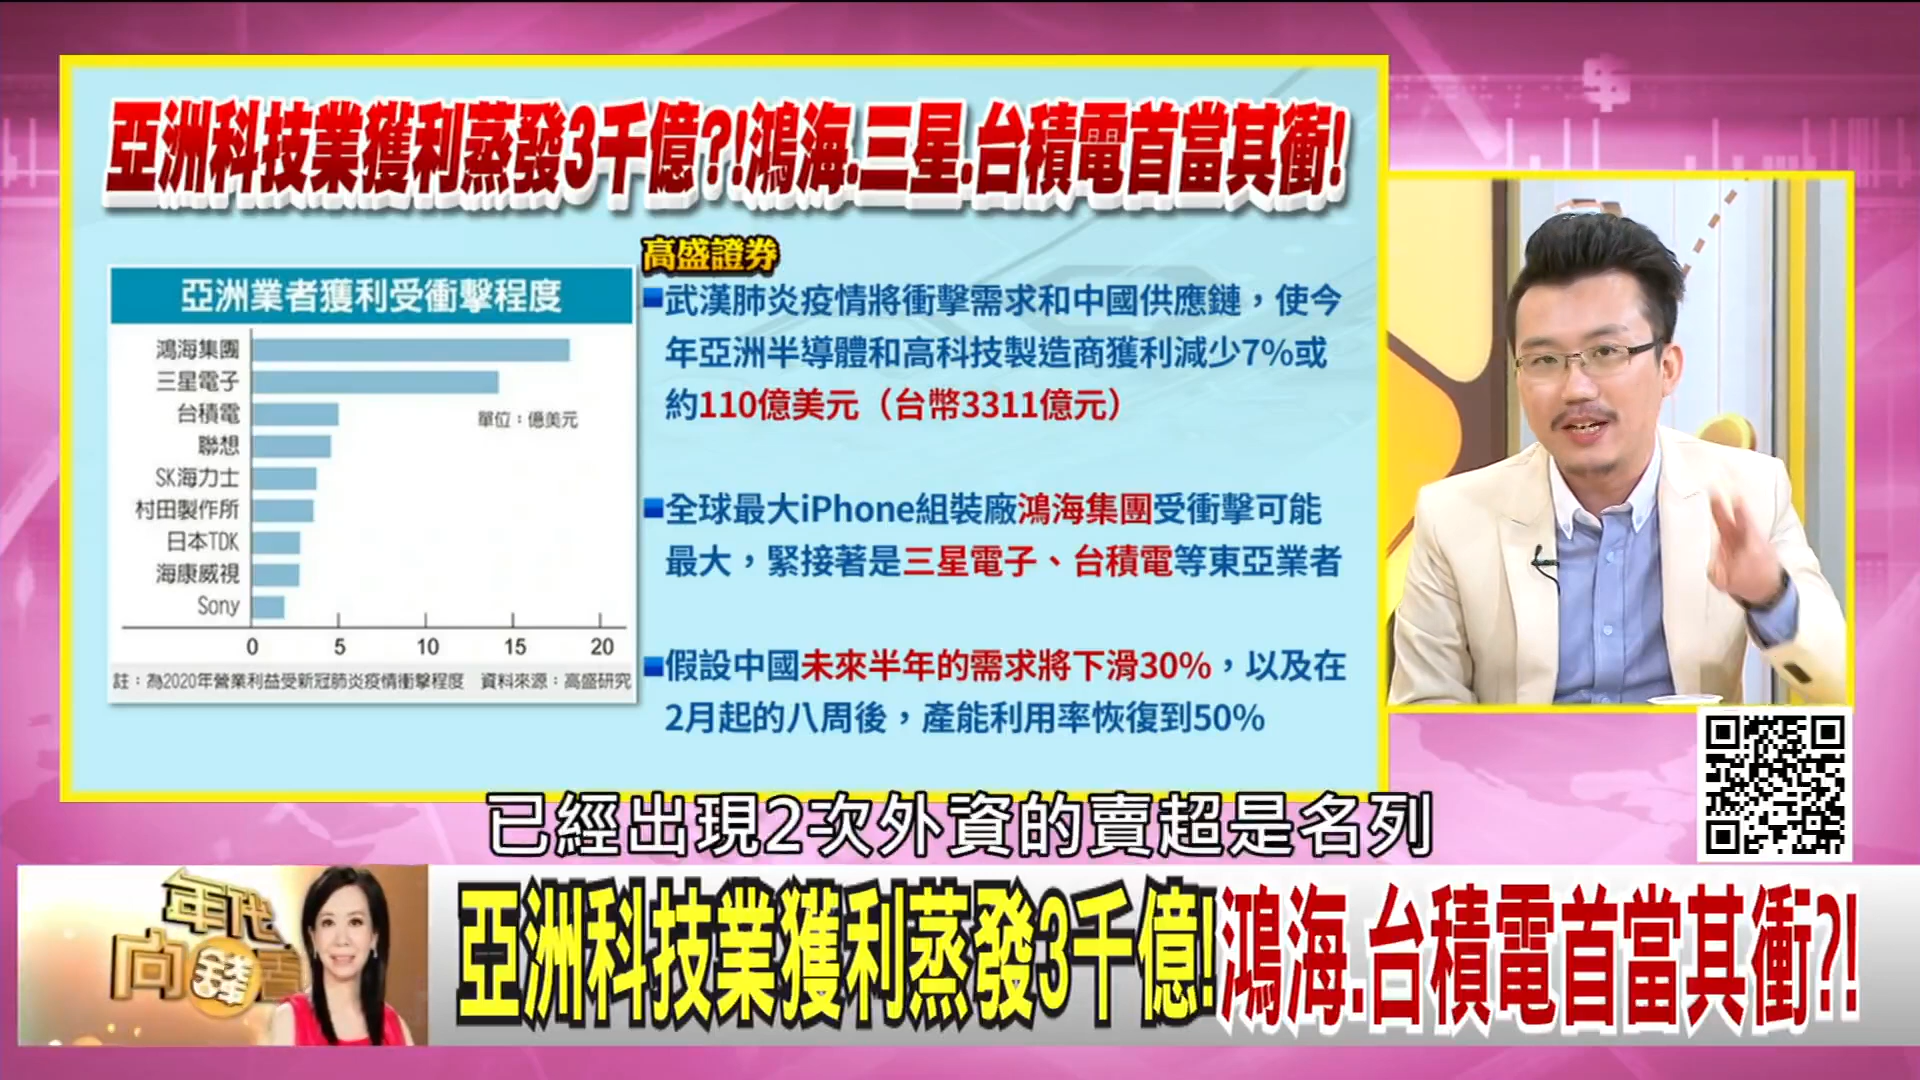 亞洲科技業獲利蒸發3千億?!鴻海.三星.台積電首當其衝!
亞洲業者獲利受衝擊程度
鴻海集團
三星電子
台積電
單位：億美元
聯想
SK海力士
村田製作所
日本TDK
海康威視
Sony
0 5 10 15 20
註：為2020年營業利益受新冠肺炎疫情衝擊程度 資料來源：高盛研究
高盛證券
武漢肺炎疫情將衝擊需求和中國供應鏈，使今
年亞洲半導體和高科技製造商獲利減少7%或
約110億美元（台幣3311億元）
全球最大iPhone組裝廠鴻海集團受衝擊可能
最大，緊接著是三星電子、台積電等東亞業者
假設中國未來半年的需求將下滑30%，以及在
2月起的八周後，產能利用率恢復到50%
已經出現2次外資的賣超是名列
年代
向錢看
亞洲科技業獲利蒸發3千億!鴻海.台積電首當其衝?!